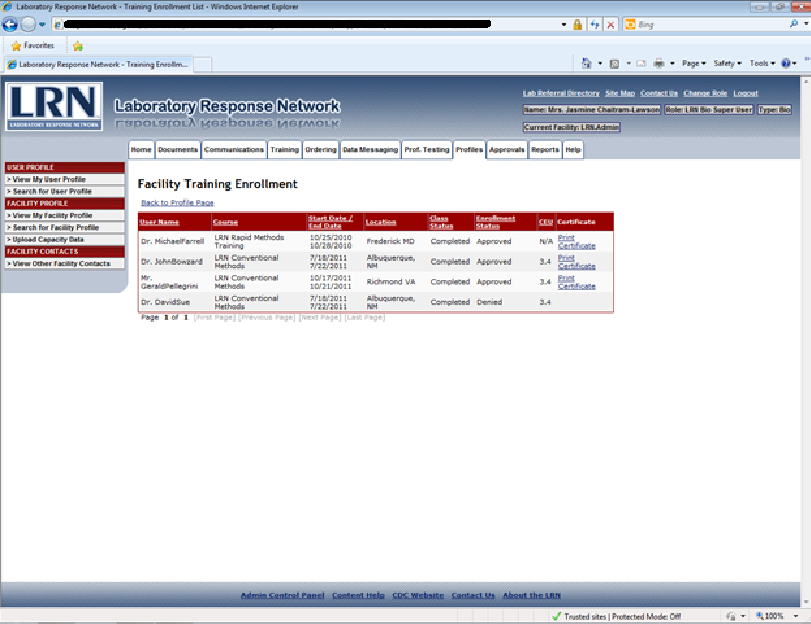 Laboratory Response Network - Training Enrollment List - Windows Internet Explorer
Bing
Favorites
Laboratory Response Network - Training Enrollm...
Page Safety Tools
LRN
LABORATORY RESPONSE NETWORK
Laboratory Response Network
Lab Referral Directory Site Map Contact Us Change Role Logout
Name: Mrs. Jasmine Chaitram-Lawson Role: LRN Bio Super User Type: Bio
Current Facility: LRN Admin
Home Documents Communications Training Ordering Data Messaging Prof. Testing Profiles Approvals Reports Help
USER PROFILE
> View My User Profile
> Search for User Profile
FACILITY PROFILE
> View My Facility Profile
> Search for Facility Profile
> Upload Capacity Data
FACILITY CONTACTS
> View Other Facility Contacts
Facility Training Enrollment
Back to Profile Page
User Name Course Start Date / End Date Location Class Status Enrollment Status CEU Certificate
Dr. MichaelFarrell LRN Rapid Methods Training 10/25/2010 10/28/2010 Frederick MD Completed Approved N/A Print Certificate
Dr. JohnBowzard LRN Conventional Methods 7/18/2011 7/22/2011 Albuquerque, NM Completed Approved 3.4 Print Certificate
Mr. GeraldPellegrini LRN Conventional Methods 10/17/2011 10/21/2011 Richmond VA Completed Approved 3.4 Print Certificate
Dr. DavidSue LRN Conventional Methods 7/18/2011 7/22/2011 Albuquerque, NM Completed Denied 3.4
Page 1 of 1 [First Page] [Previous Page] [Next Page] [Last Page]
Admin Control Panel Content Help CDC Website Contact Us About the LRN
Trusted sites | Protected Mode: Off
100%